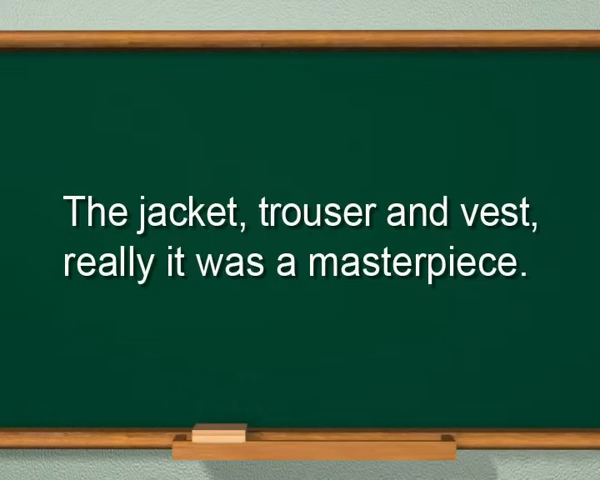 The jacket, trouser and vest,
really it was a masterpiece.